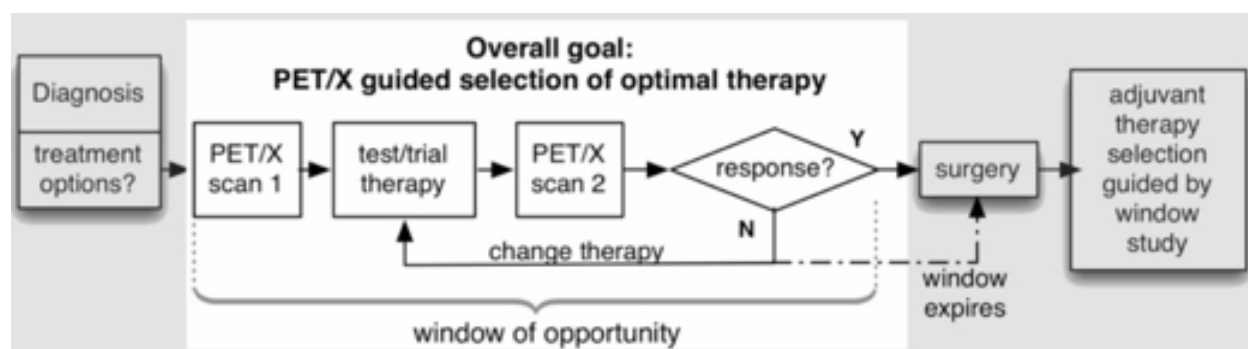 Overall goal:
PET/X guided selection of optimal therapy
Diagnosis
treatment
options?
PET/X
scan 1
test/trial
therapy
PET/X
scan 2
response?
Y
N
change therapy
surgery
window
expires
adjuvant
therapy
selection
guided by
window
study
window of opportunity